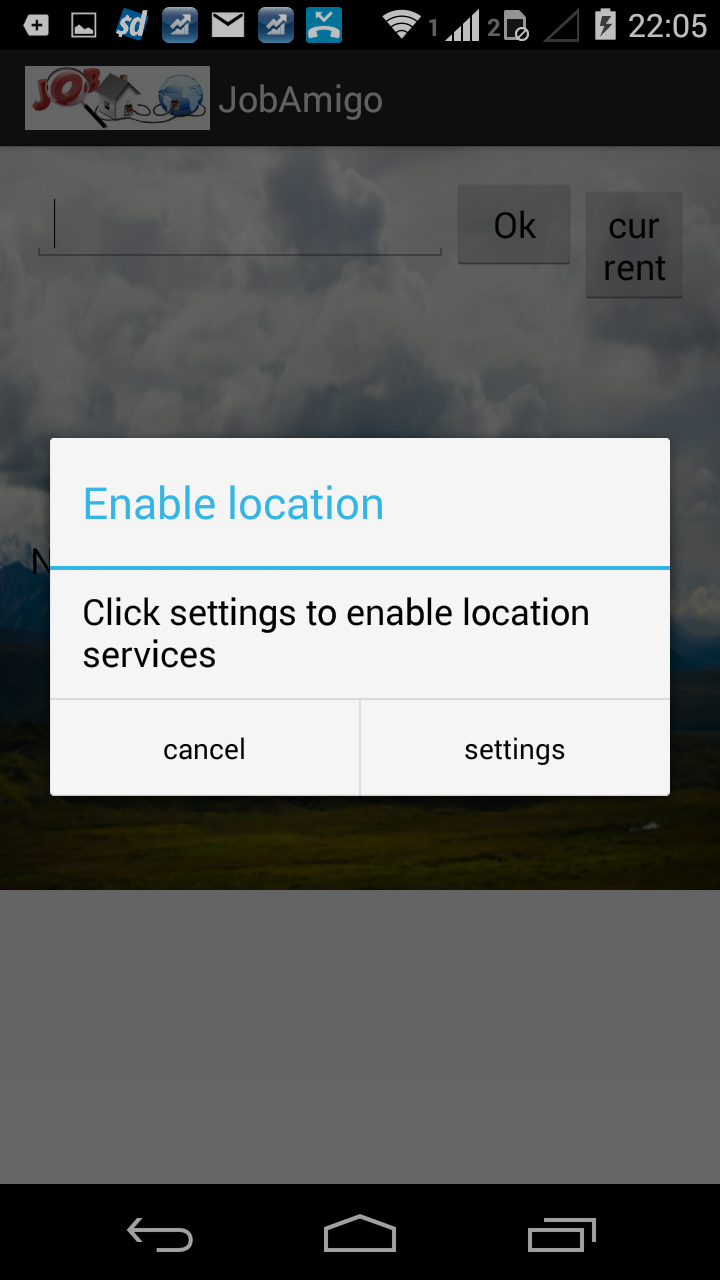 1 2 22:05
JOB JobAmigo
Ok
cur
rent
Enable location
N
Click settings to enable location
services
cancel settings